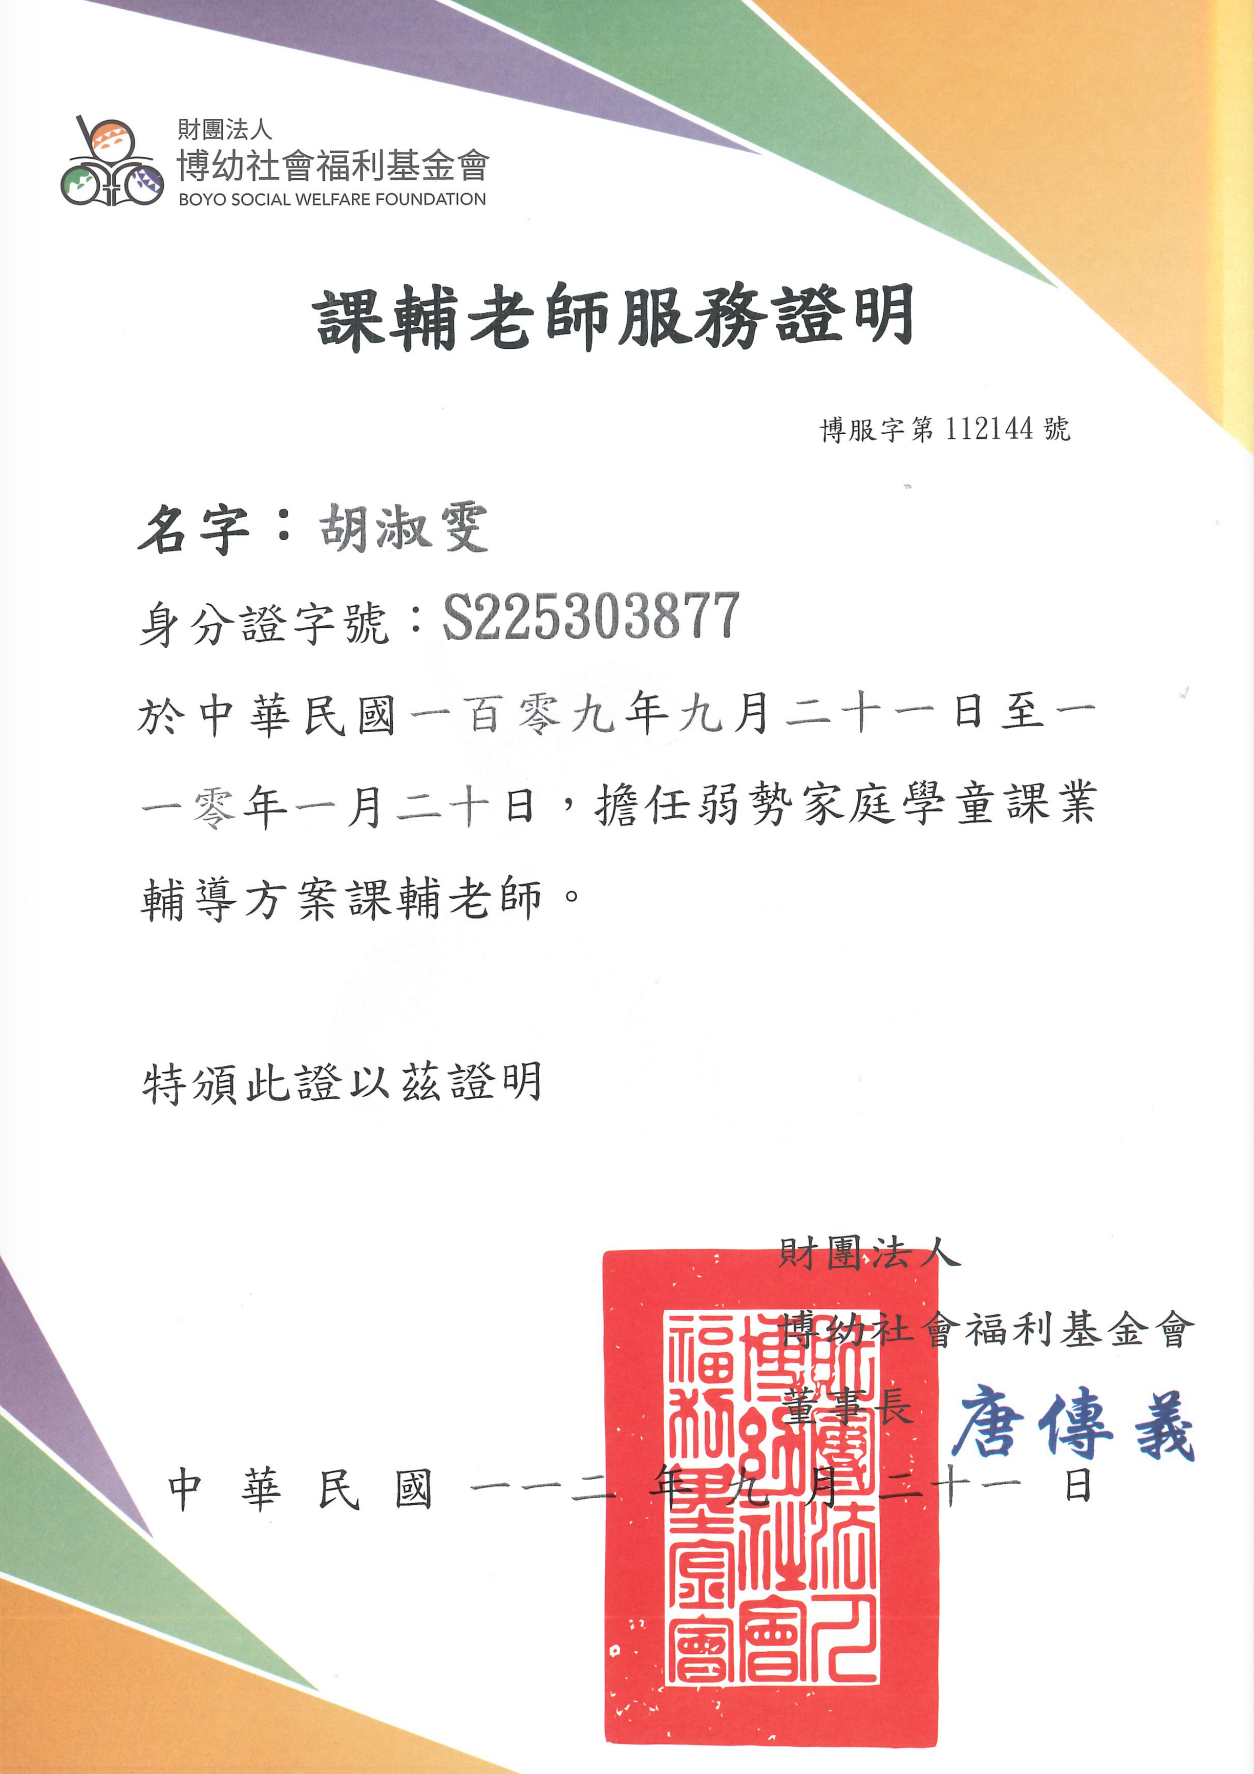 財團法人
博幼社會福利基金會
BOYO SOCIAL WELFARE FOUNDATION
課輔老師服務證明
博服字第 112144 號
名字：胡淑雯
身分證字號：S225303877
於中華民國一百零九年九月二十一日至一
一零年一月二十日，擔任弱勢家庭學童課業
輔導方案課輔老師。
特頒此證以茲證明
財團法人
博幼社會福利基金會
董事長 唐傳義
中華民國一一二年九月二十一日
財團法人
博幼社會
福利基金會